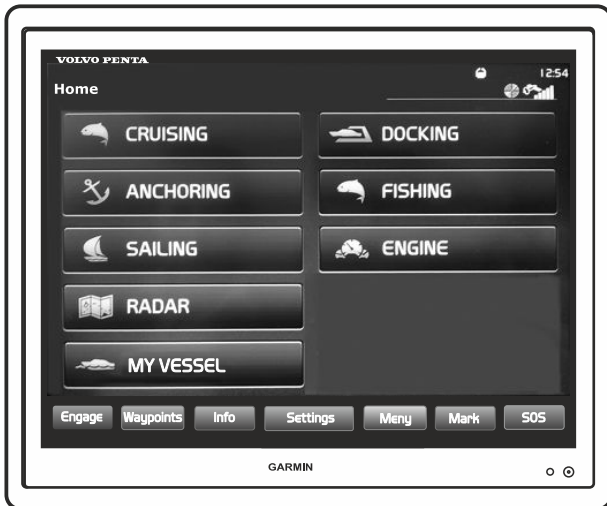 VOLVO PENTA
12:54
Home
CRUISING
DOCKING
ANCHORING
FISHING
SAILING
ENGINE
RADAR
MY VESSEL
Engage Waypoints Info Settings Meny Mark SOS
GARMIN